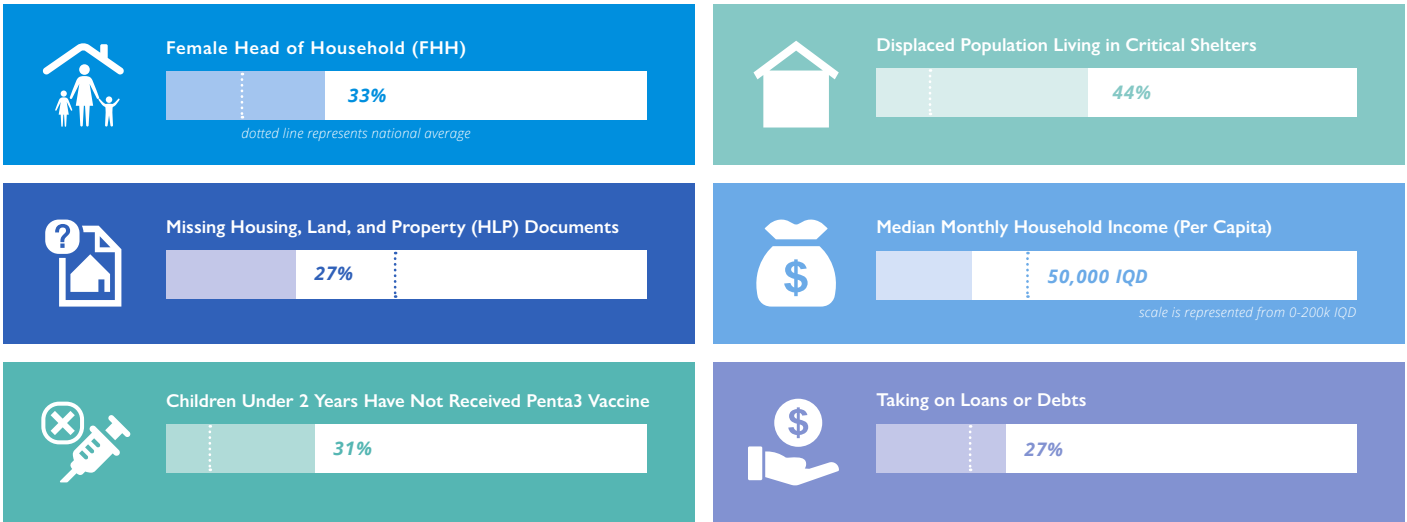 Female Head of Household (FHH)
33%
dotted line represents national average
Displaced Population Living in Critical Shelters
44%
?
Missing Housing, Land, and Property (HLP) Documents
27%
$
Median Monthly Household Income (Per Capita)
50,000 IQD
scale is represented from 0-200k IQD
Children Under 2 Years Have Not Received Penta3 Vaccine
31%
$
Taking on Loans or Debts
27%